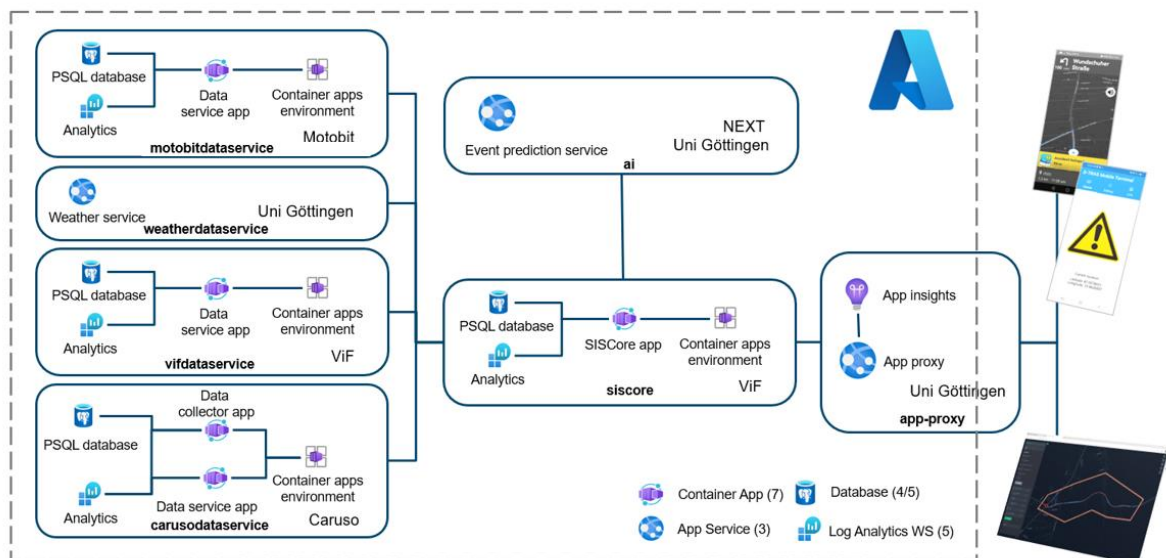 PSQL database
Analytics
Data
service app
Container apps
environment
Motobit
motobitdataservice
Weather service
Uni Göttingen
weatherdataservice
PSQL database
Analytics
Data
service app
Container apps
environment
ViF
vifdataservice
Data
collector app
PSQL database
Analytics
Data service app
Container apps
environment
Caruso
carusodataservice
Event prediction service
NEXT
Uni Göttingen
ai
PSQL database
Analytics
SISCore app
Container apps
environment
ViF
siscore
App insights
App proxy
Uni Göttingen
app-proxy
Container App (7)
Database (4/5)
App Service (3)
Log Analytics WS (5)
Wundschuher
Straße